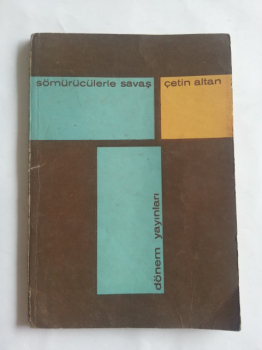 sömürücülerle savaş
çetin altan
dönem yayınları